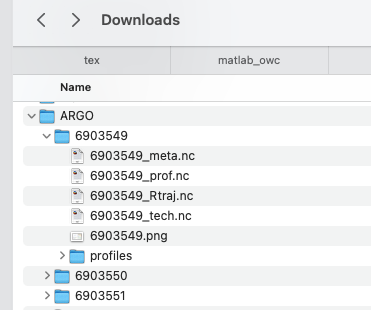 Downloads
tex matlab_owc
Name
ARGO
6903549
6903549_meta.nc
6903549_prof.nc
6903549_Rtraj.nc
6903549_tech.nc
6903549.png
profiles
6903550
6903551